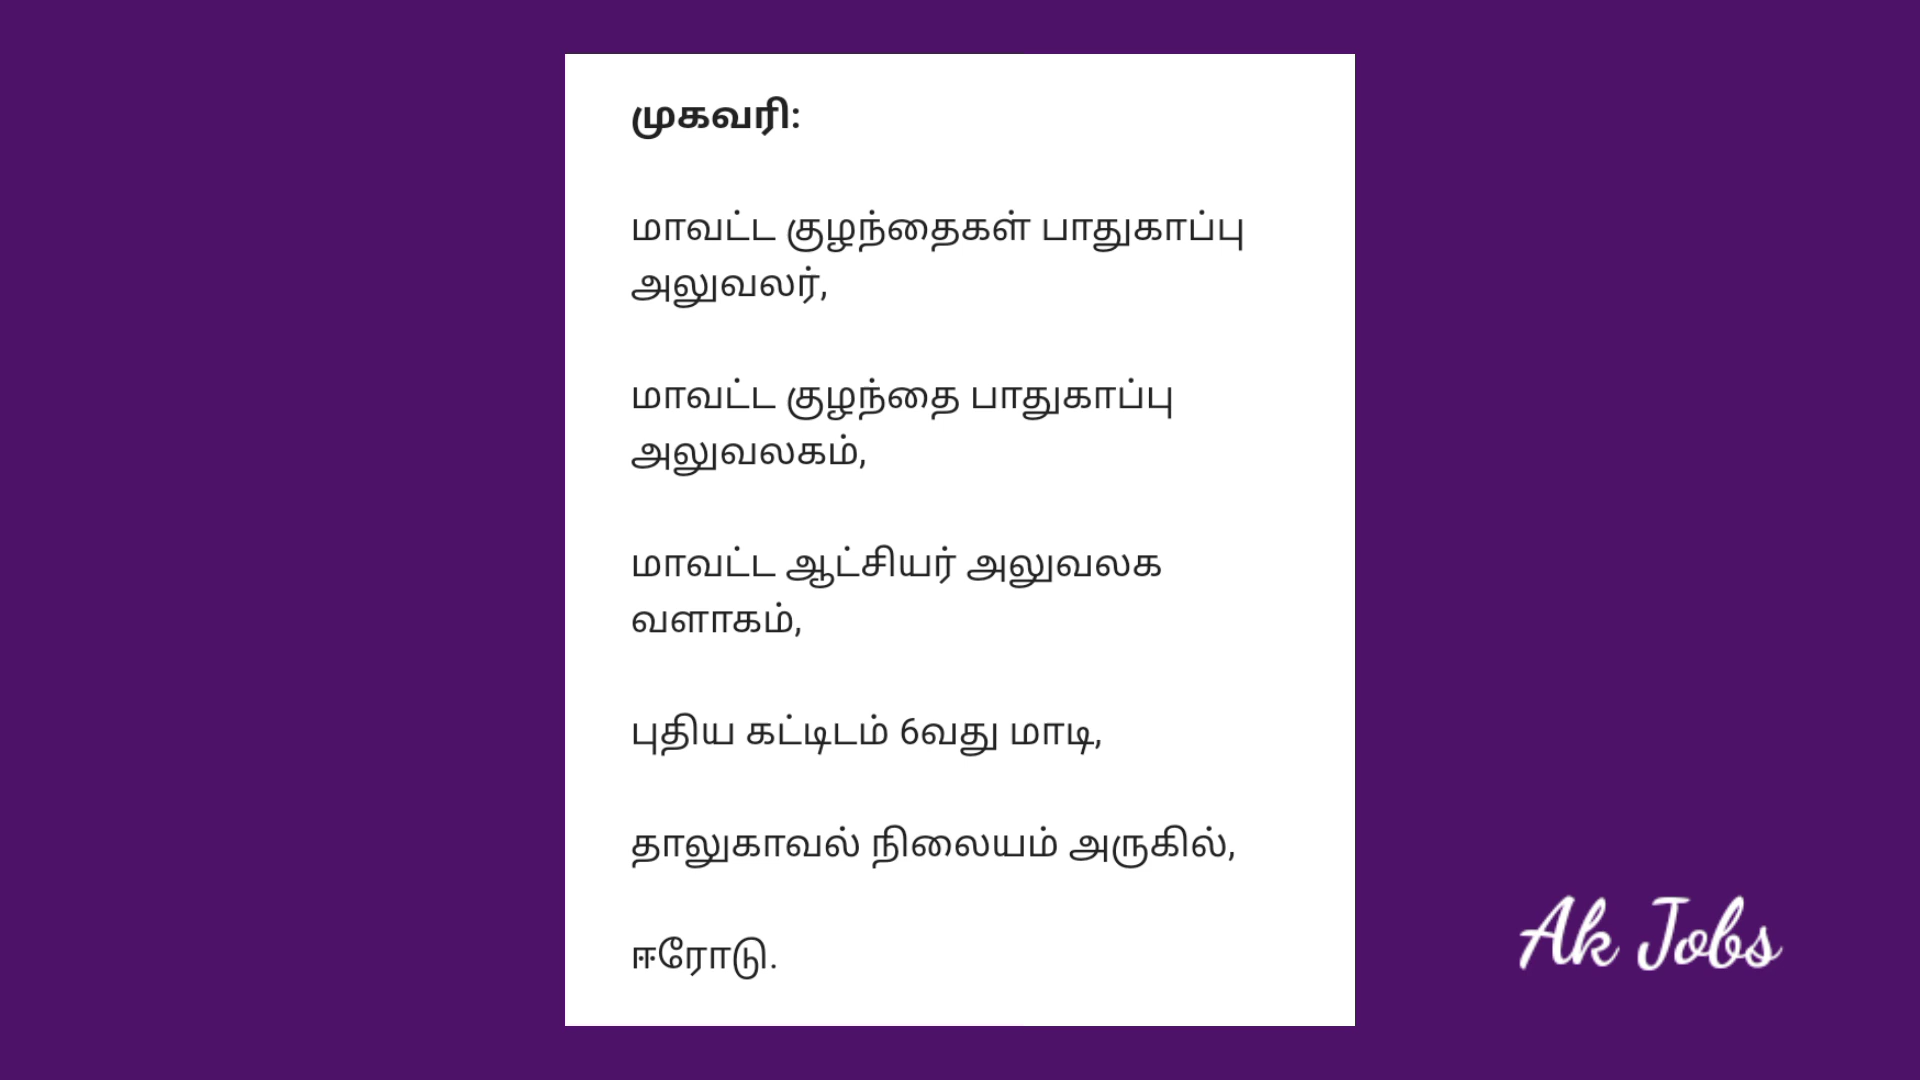 முகவரி:
மாவட்ட குழந்தைகள் பாதுகாப்பு
அலுவலர்,
மாவட்ட குழந்தை பாதுகாப்பு
அலுவலகம்,
மாவட்ட ஆட்சியர் அலுவலக
வளாகம்,
புதிய கட்டிடம் 6வது மாடி,
தாலுகாவல் நிலையம் அருகில்,
ஈரோடு.
Ak Jobs